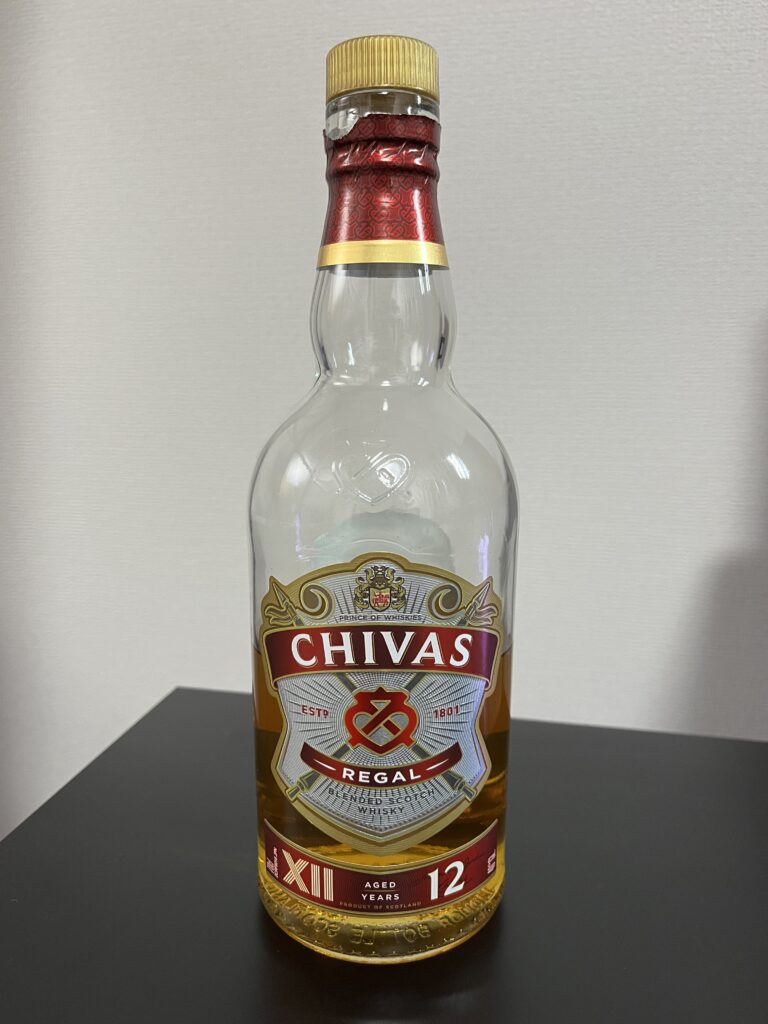 PRINCE OF WHISKIES
CHIVAS
ESTD 1801
REGAL
BLENDED SCOTCH
WHISKY
XII AGED 12
YEARS
PRODUCT OF SCOTLAND